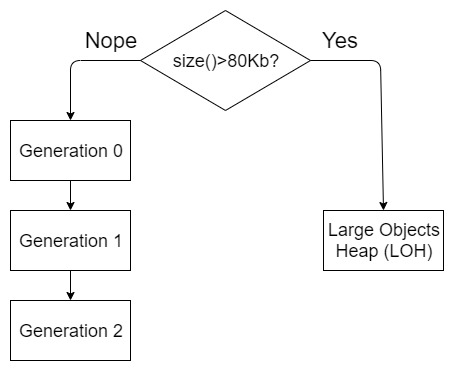 Nope
Yes
size()>80Kb?
Generation 0
Generation 1
Large Objects
Heap (LOH)
Generation 2